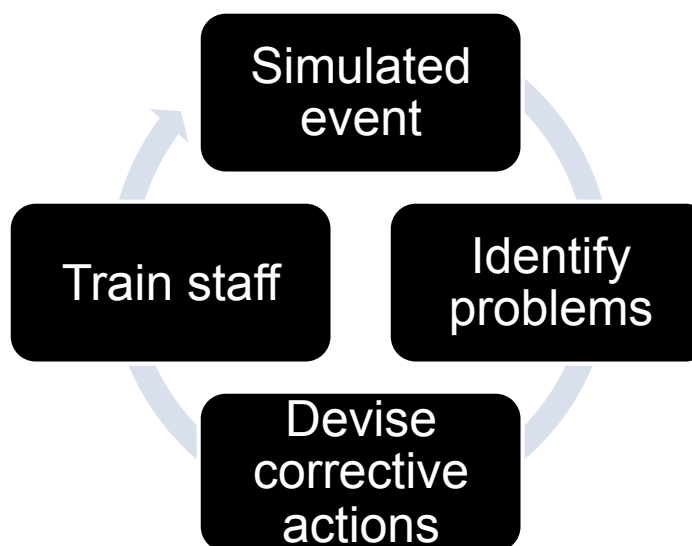 Simulated
event
Identify
problems
Devise
corrective
actions
Train staff